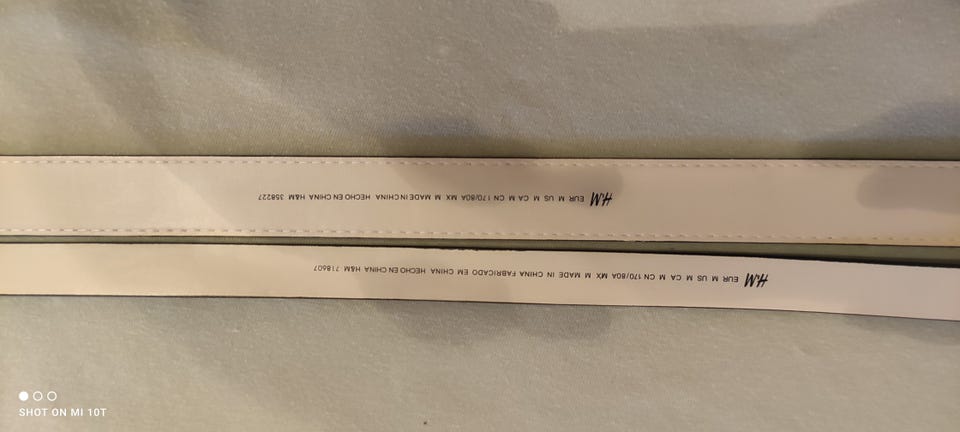 H&M EUR M US M CA M CN 170/80A MX M MADE IN CHINA HECHO EN CHINA H&M 358227
H&M EUR M US M CA M CN 170/80A MX M MADE IN CHINA FABRICADO EM CHINA HECHO EN CHINA H&M 718607
SHOT ON MI 10T